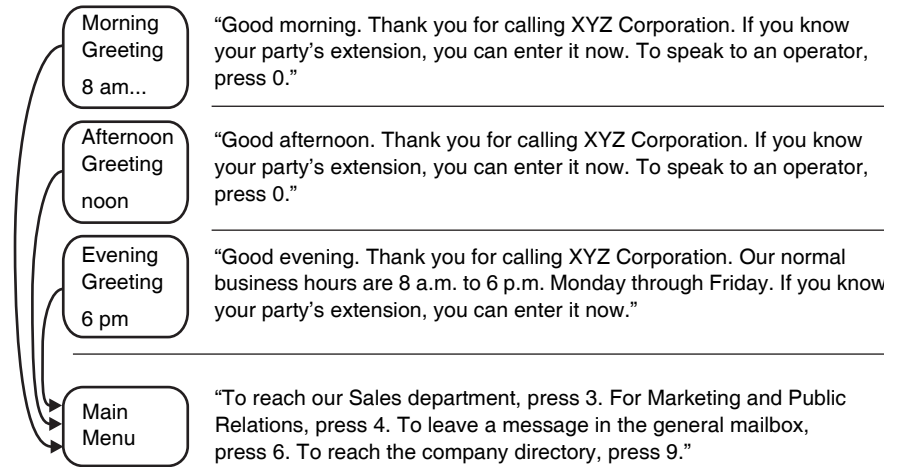 Morning
Greeting
8 am...
“Good morning. Thank you for calling XYZ Corporation. If you know
your party’s extension, you can enter it now. To speak to an operator,
press 0.”
Afternoon
Greeting
noon
“Good afternoon. Thank you for calling XYZ Corporation. If you know
your party’s extension, you can enter it now. To speak to an operator,
press 0.”
Evening
Greeting
6 pm
“Good evening. Thank you for calling XYZ Corporation. Our normal
business hours are 8 a.m. to 6 p.m. Monday through Friday. If you know
your party’s extension, you can enter it now.”
Main
Menu
“To reach our Sales department, press 3. For Marketing and Public
Relations, press 4. To leave a message in the general mailbox,
press 6. To reach the company directory, press 9.”